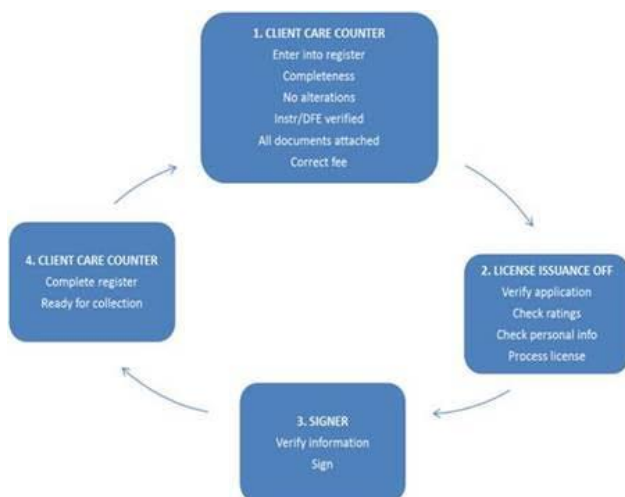 1. CLIENT CARE COUNTER
Enter into register
Completeness
No alterations
Instr/DFE verified
All documents attached
Correct fee
2. LICENSE ISSUANCE OFF
Verify application
Check ratings
Check personal info
Process license
3. SIGNER
Verify information
Sign
4. CLIENT CARE COUNTER
Complete register
Ready for collection